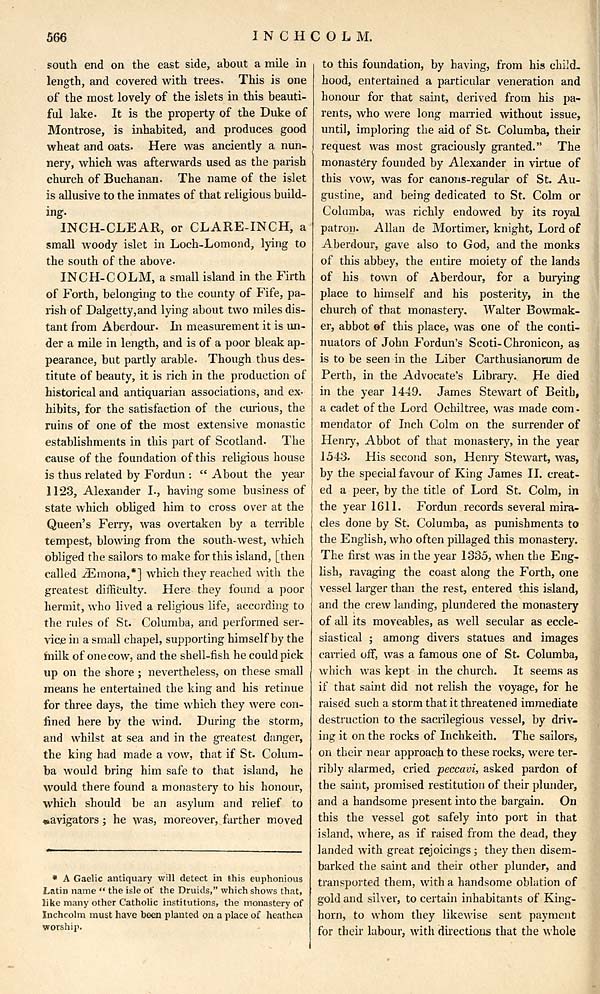 566
INCHCOLM.
south end on the east side, about a mile in
length, and covered with trees. This is one
of the most lovely of the islets in this beauti-
ful lake. It is the property of the Duke of
Montrose, is inhabited, and produces good
wheat and oats. Here was anciently a nun-
nery, which was afterwards used as the parish
church of Buchanan. The name of the islet
is allusive to the inmates of that religious build-
ing.
INCH-CLEAR, or CLARE-INCH, a
small woody islet in Loch-Lomond, lying to
the south of the above.
INCH-COLM, a small island in the Firth
of Forth, belonging to the county of Fife, pa-
rish of Dalgetty,and lying about two miles dis-
tant from Aberdour. In measurement it is un-
der a mile in length, and is of a poor bleak ap-
pearance, but partly arable. Though thus des-
titute of beauty, it is rich in the production of
historical and antiquarian associations, and ex-
hibits, for the satisfaction of the curious, the
ruins of one of the most extensive monastic
establishments in this part of Scotland. The
cause of the foundation of this religious house
is thus related by Fordun : “ About the year
1123, Alexander I., having some business of
state which obliged him to cross over at the
Queen's Ferry, was overtaken by a terrible
tempest, blowing from the south-west, which
obliged the sailors to make for this island, [then
called Æmona,*] which they reached with the
greatest difficulty. Here they found a poor
hermit, who lived a religious life, according to
the rules of St. Columba, and performed ser-
vice in a small chapel, supporting himself by the
milk of one cow, and the shell-fish he could pick
up on the shore ; nevertheless, on these small
means he entertained the king and his retinue
for three days, the time which they were con-
fined here by the wind. During the storm,
and whilst at sea and in the greatest danger,
the king had made a vow, that if St. Colum-
ba would bring him safe to that island, he
would there found a monastery to his honour,
which should be an asylum and relief to
navigators ; he was, moreover, farther moved
* A Gaelic antiquary will detect in this euphonious
Latin name “ the isle of the Druids,” which shows that,
like many other Catholic institutions, the monastery of
Inchcolm must have been planted on a place of heathen
worship.
to this foundation, by having, from his child-
hood, entertained a particular veneration and
honour for that saint, derived from his pa-
rents, who were long married without issue,
until, imploring the aid of St. Columba, their
request was most graciously granted.” The
monastery founded by Alexander in virtue of
this vow, was for canons-regular of St. Au-
gustine, and being dedicated to St. Colm or
Columba, was richly endowed by its royal
patron. Allan de Mortimer, knight, Lord of
Aberdour, gave also to God, and the monks
of this abbey, the entire moiety of the lands
of his town of Aberdour, for a burying
place to himself and his posterity, in the
church of that monastery. Walter Bowmak-
er, abbot of this place, was one of the conti-
nuators of John Fordun's Scoti-Chronicon, as
is to be seen in the Liber Carthusianorum de
Perth, in the Advocate's Library. He died
in the year 1449. James Stewart of Beith,
a cadet of the Lord Ochiltree, was made com-
mendator of Inch Colm on the surrender of
Henry, Abbot of that monastery, in the year
1543. His second son, Henry Stewart, was,
by the special favour of King James II. creat-
ed a peer, by the title of Lord St. Colm, in
the year 1611. Fordun records several mira-
cles done by St. Columba, as punishments to
the English, who often pillaged this monastery.
The first was in the year 1335, when the Eng-
lish, ravaging the coast along the Forth, one
vessel larger than the rest, entered this island,
and the crew landing, plundered the monastery
of all its moveables, as well secular as eccle-
siastical ; among divers statues and images
carried off, was a famous one of St. Columba,
which was kept in the church. It seems as
if that saint did not relish the voyage, for he
raised such a storm that it threatened immediate
destruction to the sacrilegious vessel, by driv-
ing it on the rocks of Inchkeith. The sailors,
on their near approach to these rocks, were ter-
ribly alarmed, cried peccavi, asked pardon of
the saint, promised restitution of their plunder,
and a handsome present into the bargain. On
this the vessel got safely into port in that
island, where, as if raised from the dead, they
landed with great rejoicings ; they then disem-
barked the saint and their other plunder, and
transported them, with a handsome oblation of
gold and silver, to certain inhabitants of King-
horn, to whom they likewise sent payment
for their labour, with directions that the whole